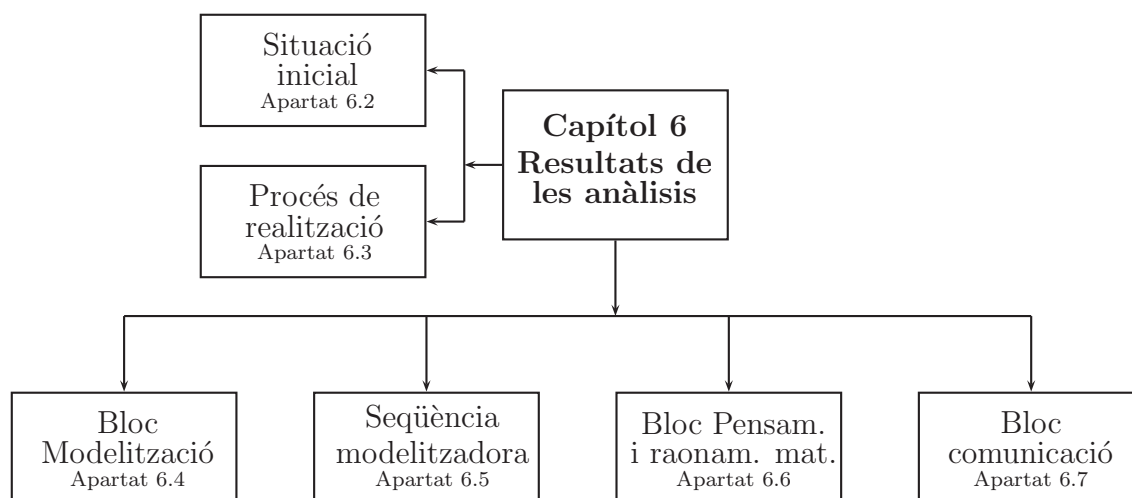 Situació
inicial
Apartat 6.2
Capítol 6
Resultats de
les anàlisis
Procés de
realització
Apartat 6.3
Bloc
Modelització
Apartat 6.4
Seqüència
modelitzadora
Apartat 6.5
Bloc Pensam.
i raonam. mat.
Apartat 6.6
Bloc
comunicació
Apartat 6.7